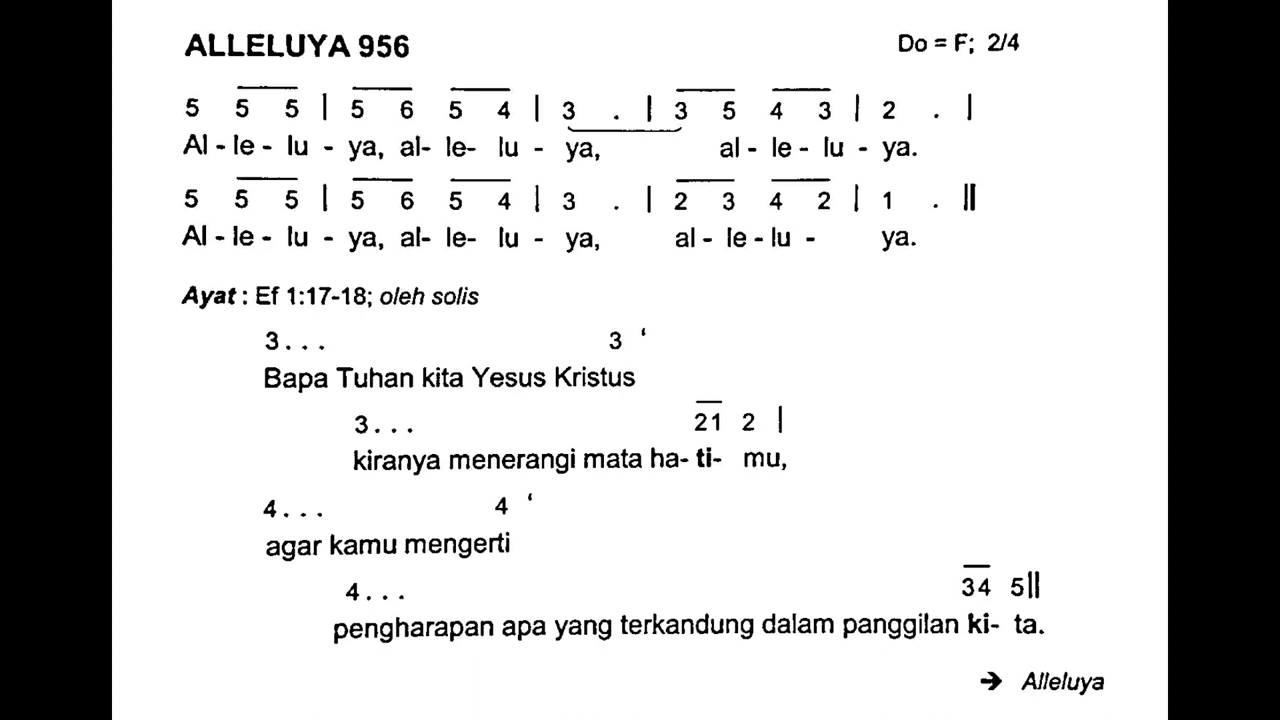 ALLELUYA 956 Do = F; 2/4
5 5 5 | 5 6 5 4 | 3 . | 3 5 4 3 | 2 . |
Al - le - lu - ya, al- le- lu - ya, al - le - lu - ya.
5 5 5 | 5 6 5 4 | 3 . | 2 3 4 2 | 1 . ||
Al - le - lu - ya, al- le- lu - ya, al - le - lu - ya.
Ayat : Ef 1:17-18; oleh solis
3 . . . 3 ‘
Bapa Tuhan kita Yesus Kristus
3 . . . 21 2 |
kiranya menerangi mata ha- ti- mu,
4 . . . 4 ‘
agar kamu mengerti
4 . . . 34 5 ||
pengharapan apa yang terkandung dalam panggilan ki- ta.
→ Alleluya